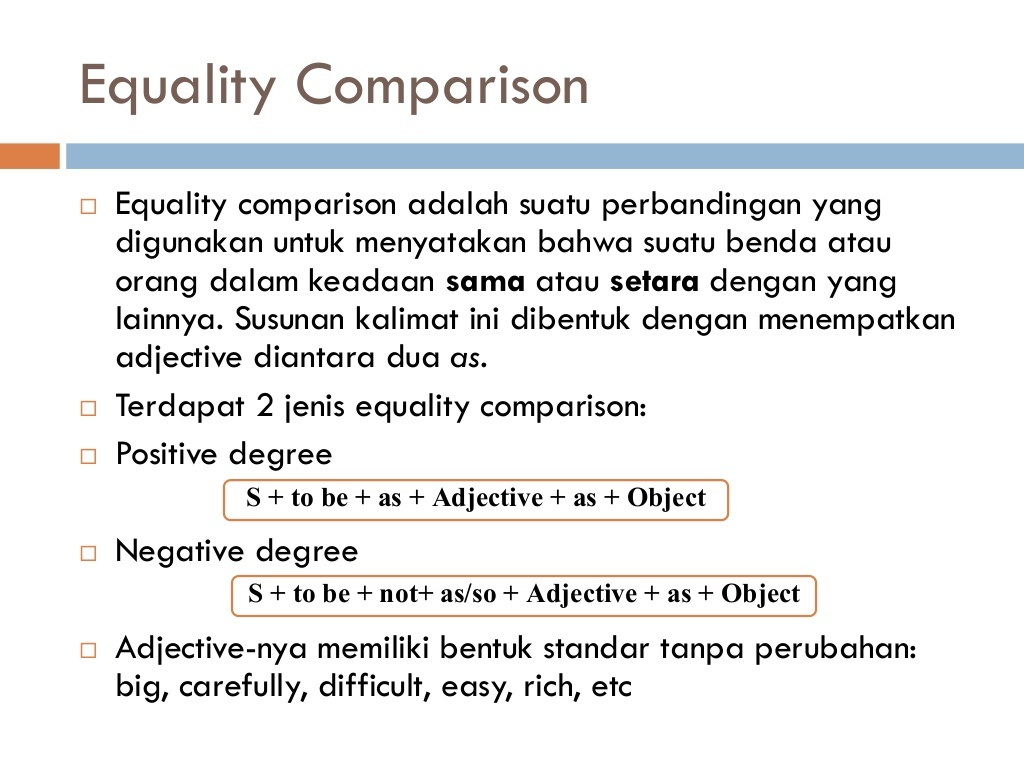 Equality Comparison
Equality comparison adalah suatu perbandingan yang
digunakan untuk menyatakan bahwa suatu benda atau
orang dalam keadaan sama atau setara dengan yang
lainnya. Susunan kalimat ini dibentuk dengan menempatkan
adjective diantara dua as.
Terdapat 2 jenis equality comparison:
Positive degree
S + to be + as + Adjective + as + Object
Negative degree
S + to be + not+ as/so + Adjective + as + Object
Adjective-nya memiliki bentuk standar tanpa perubahan:
big, carefully, difficult, easy, rich, etc